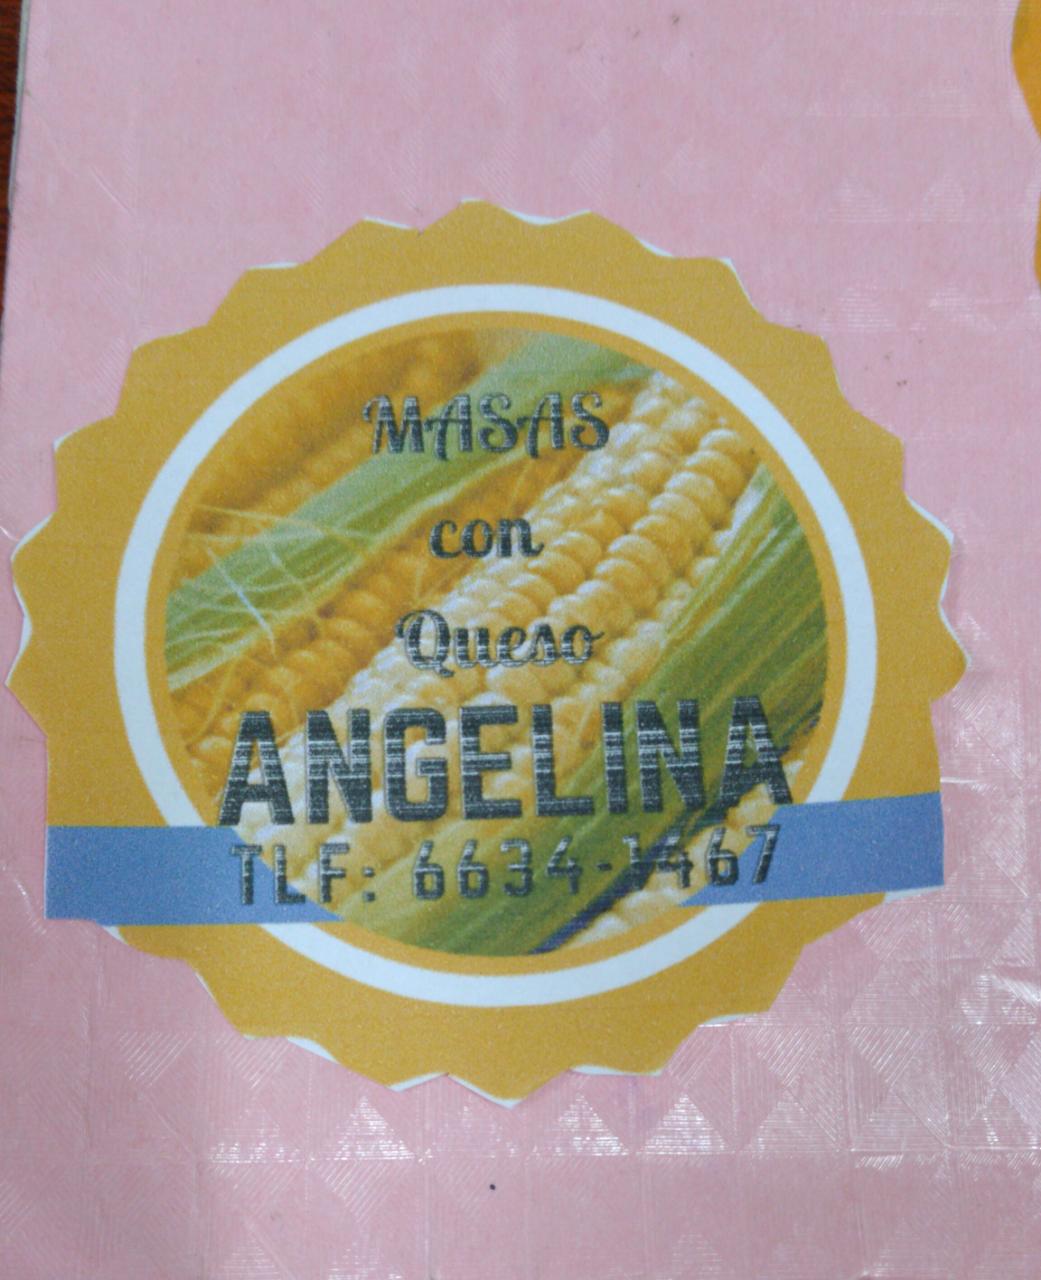 MASAS
con
Queso
ANGELINA
TLF: 6634-1467